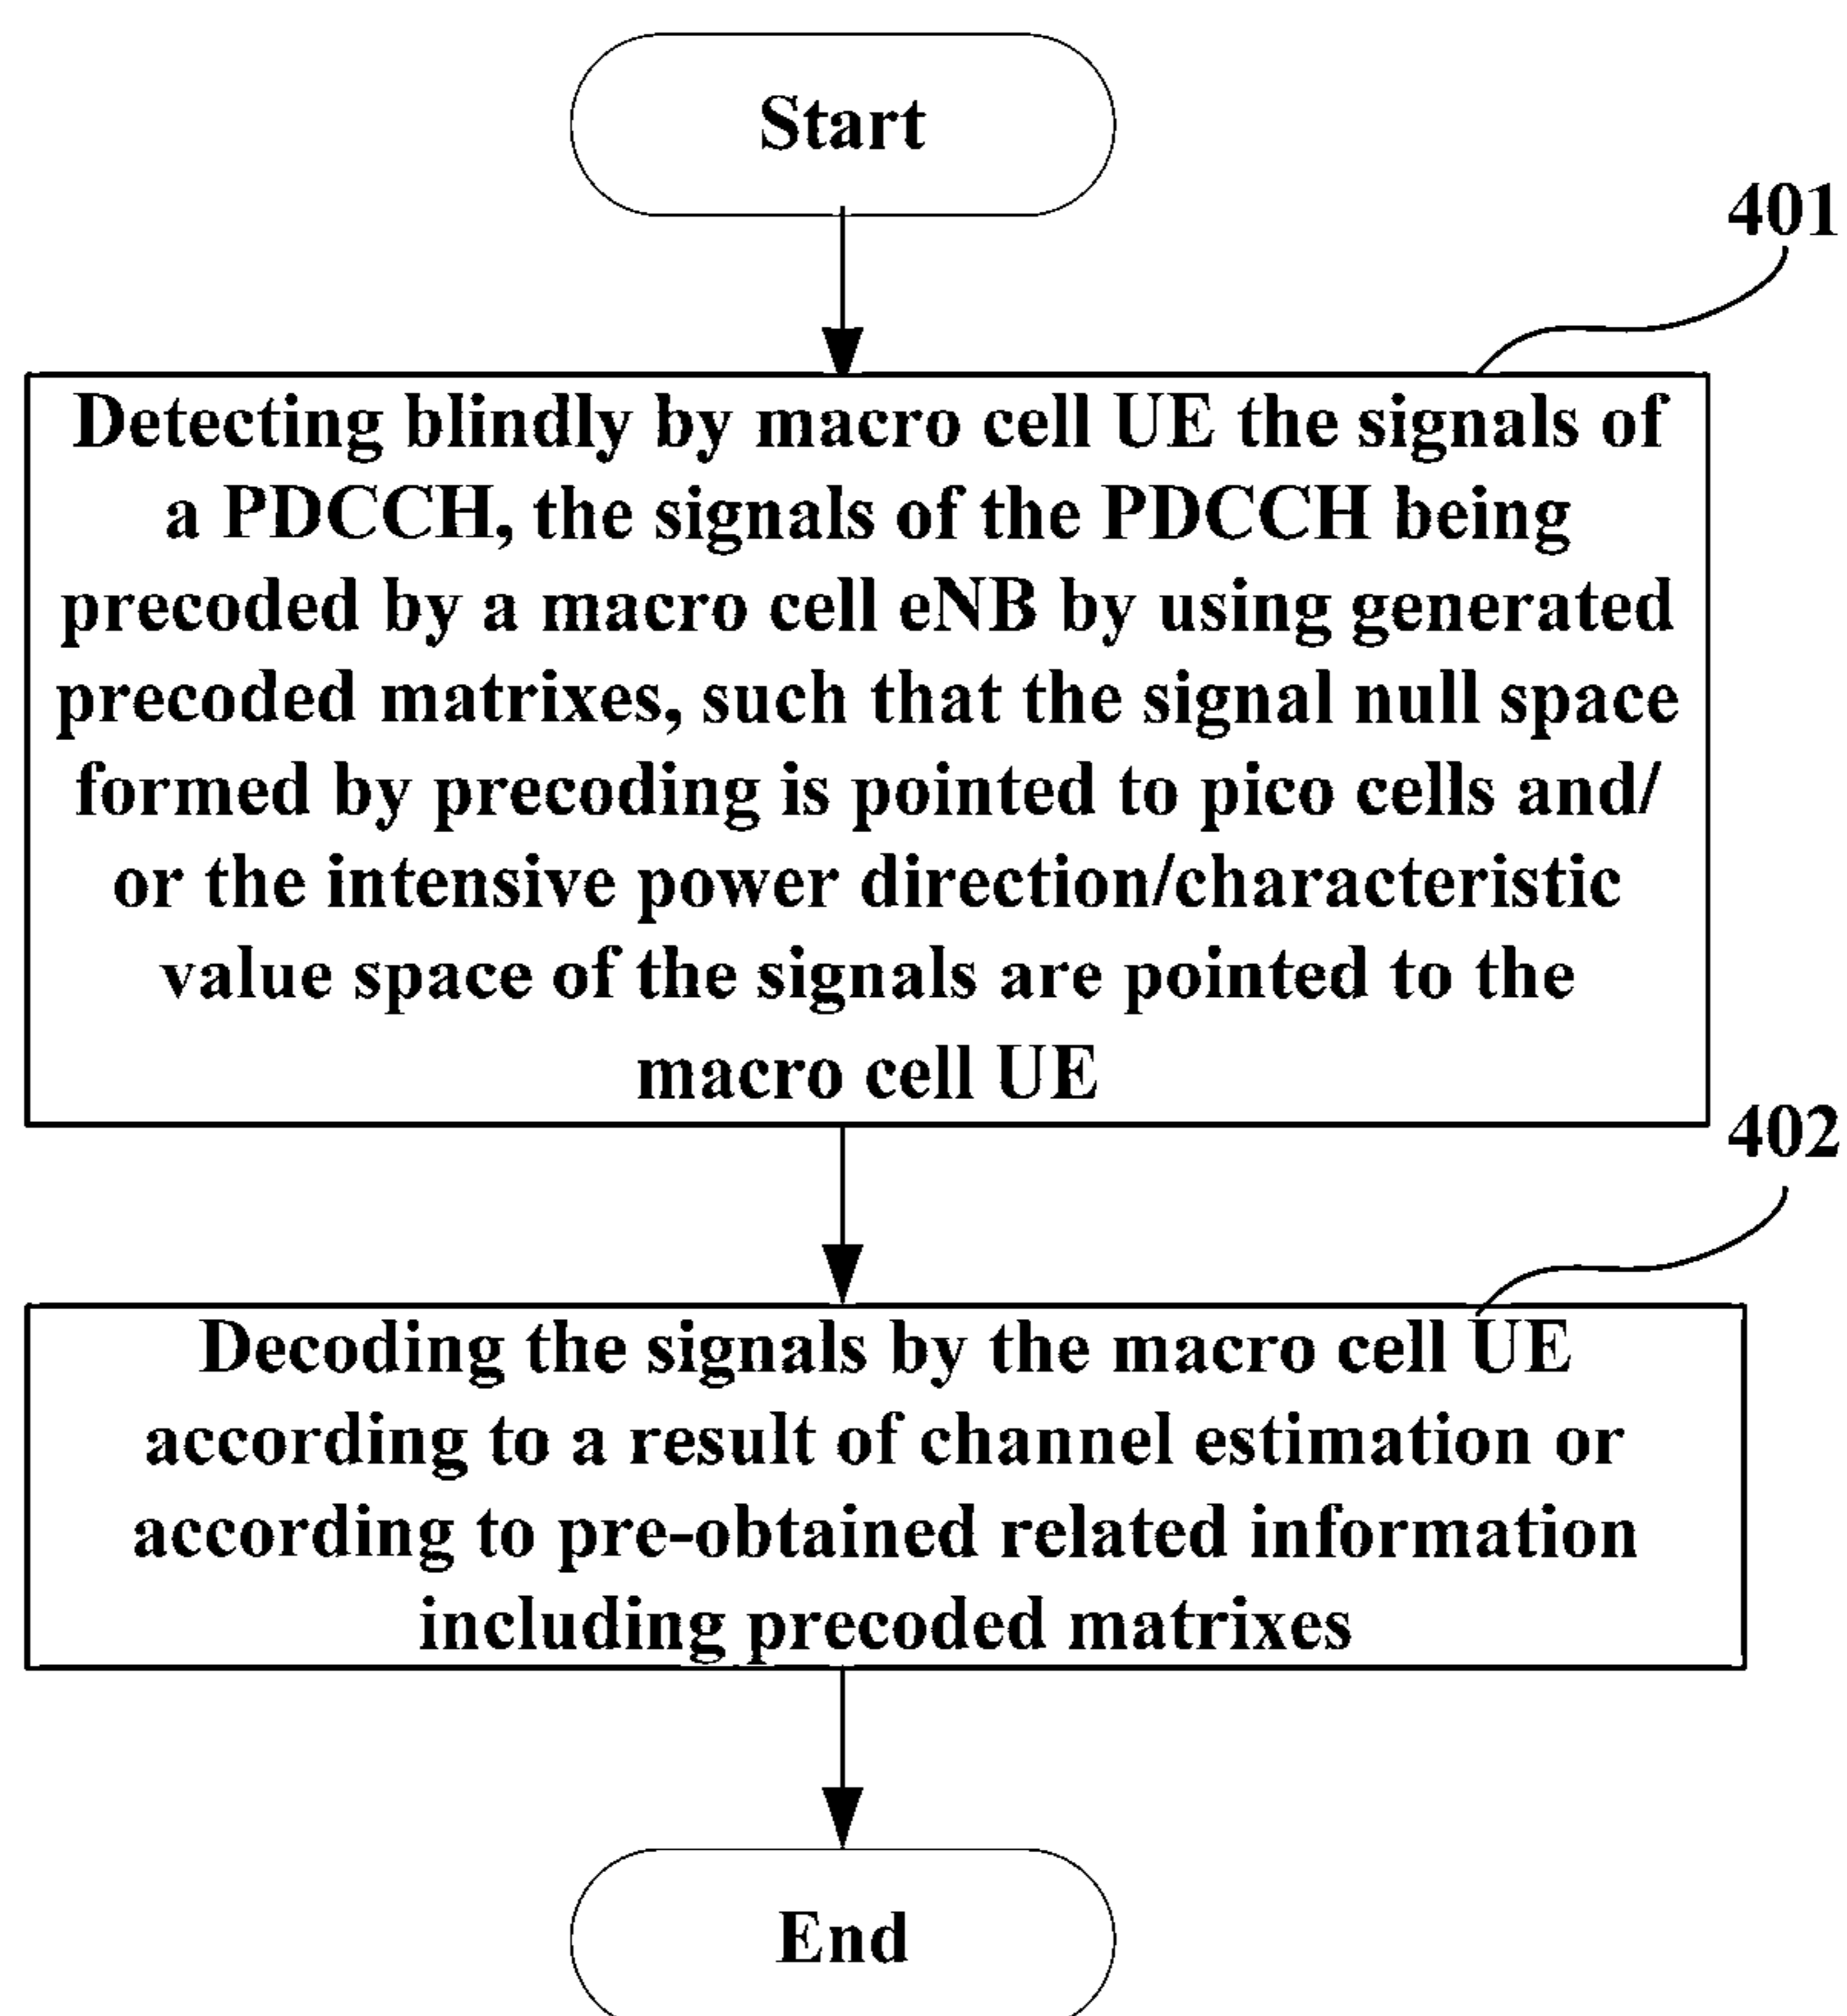 Start
401
Detecting blindly by macro cell UE the signals of
a PDCCH, the signals of the PDCCH being
precoded by a macro cell eNB by using generated
precoded matrixes, such that the signal null space
formed by precoding is pointed to pico cells and/
or the intensive power direction/characteristic
value space of the signals are pointed to the
macro cell UE
402
Decoding the signals by the macro cell UE
according to a result of channel estimation or
according to pre-obtained related information
including precoded matrixes
End